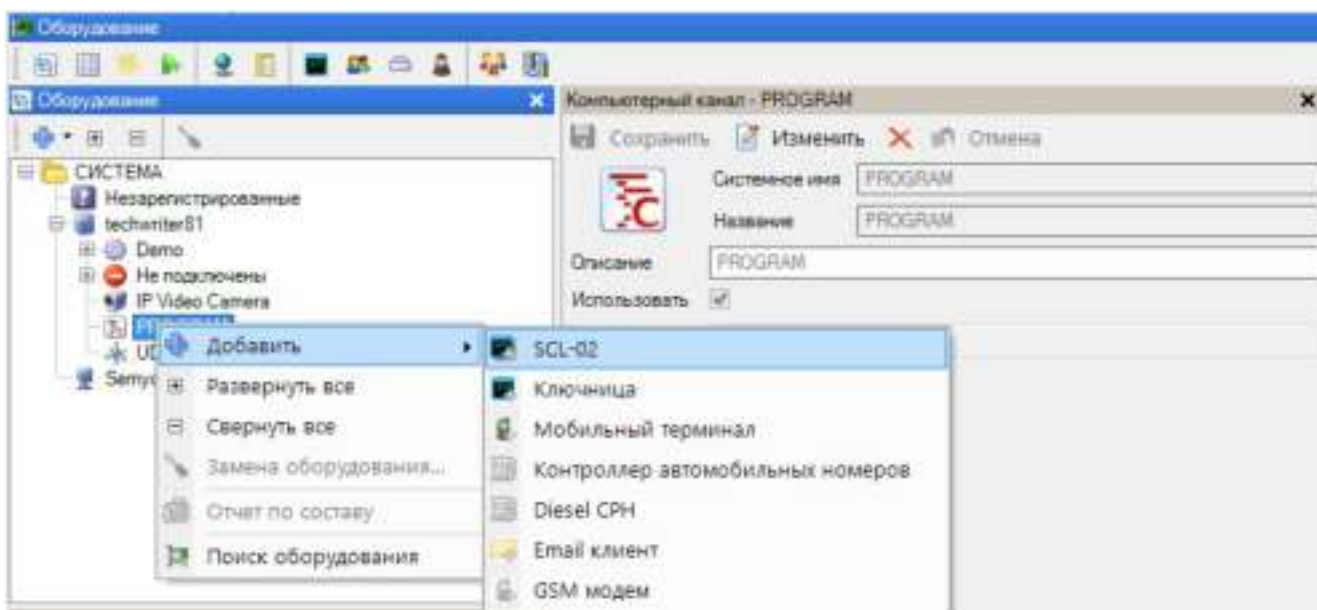 Оборудование
Оборудование
Компьютерный канал - PROGRAM
Сохранить Изменить Отмена
СИСТЕМА
Системное имя PROGRAM
Незарегистрированные
techwriter81
Название PROGRAM
Demo
Описание PROGRAM
Не подключены
IP Video Camera
Использовать
Добавить
SCL-02
Развернуть все
Ключница
Свернуть все
Мобильный терминал
Замена оборудования...
Контроллер автомобильных номеров
Отчет по составу
Diesel CPH
Поиск оборудования
Email клиент
GSM модем